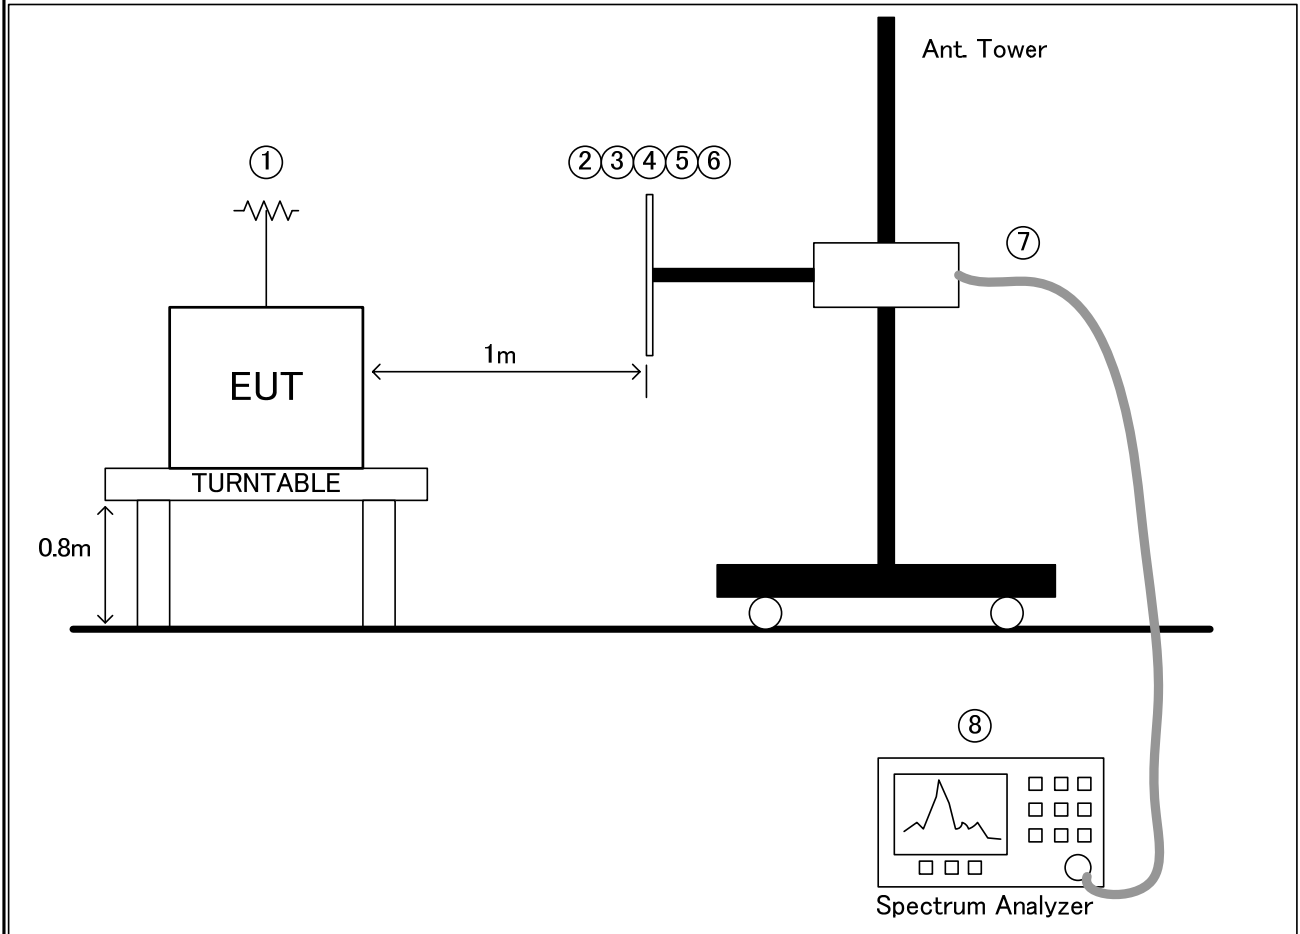 Ant. Tower
① ②③④⑤⑥
⑦
1m
EUT
TURNTABLE
0.8m
⑧
Spectrum Analyzer